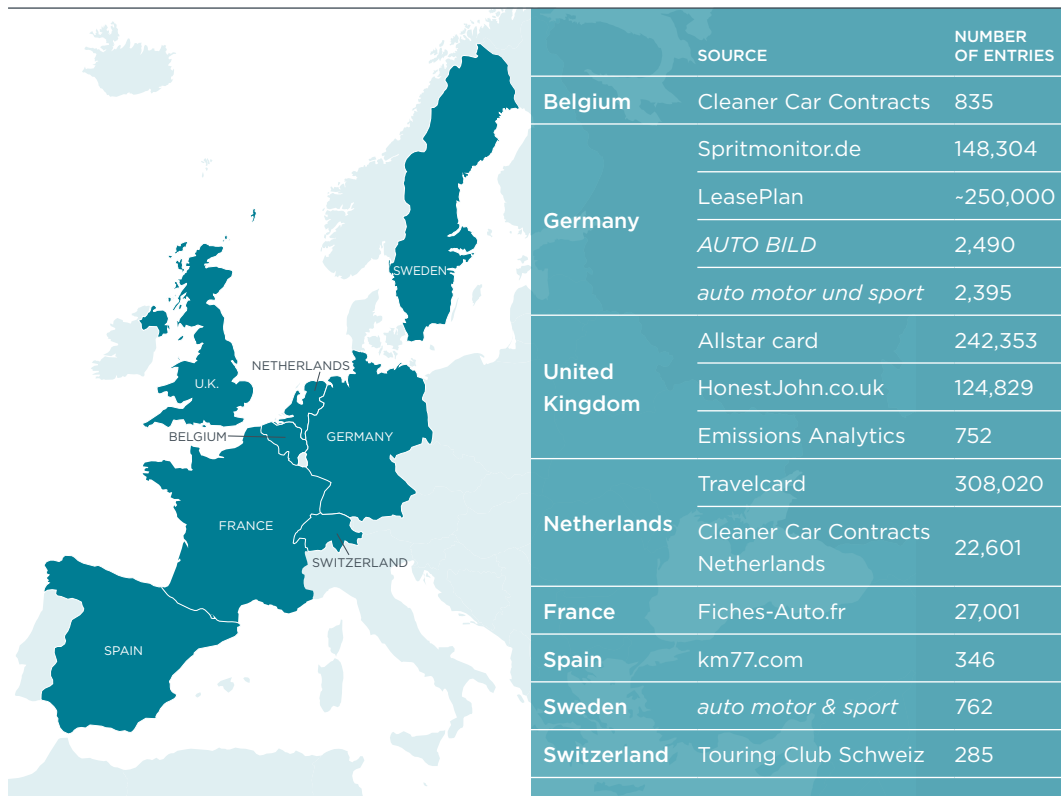 SWEDEN
NETHERLANDS
U.K.
BELGIUM
GERMANY
FRANCE
SWITZERLAND
SPAIN
SOURCE
NUMBER
OF ENTRIES
Belgium Cleaner Car Contracts 835
Germany
Spritmonitor.de 148,304
LeasePlan ~250,000
AUTO BILD 2,490
auto motor und sport 2,395
United
Kingdom
Allstar card 242,353
HonestJohn.co.uk 124,829
Emissions Analytics 752
Netherlands
Travelcard 308,020
Cleaner Car Contracts
Netherlands
22,601
France Fiches-Auto.fr 27,001
Spain km77.com 346
Sweden auto motor & sport 762
Switzerland Touring Club Schweiz 285